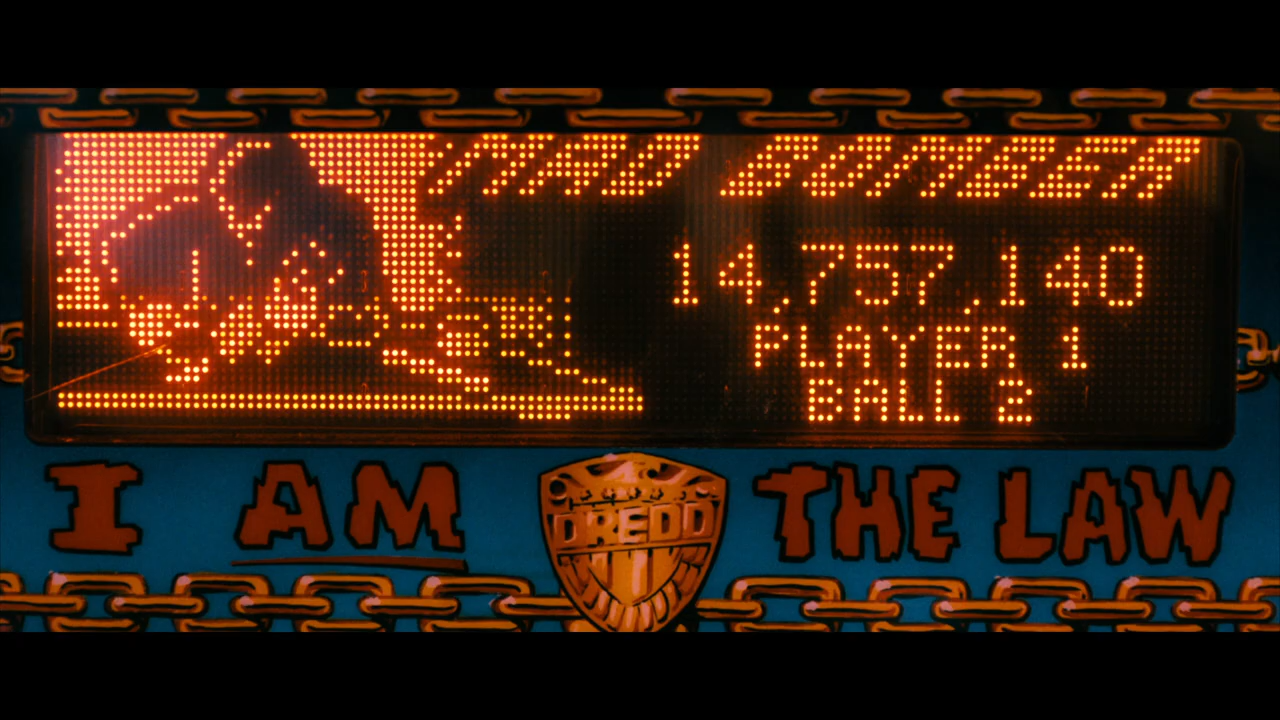 MAD BOMBER
14,757,140
PLAYER 1
BALL 2
I AM
DREDD
THE LAW